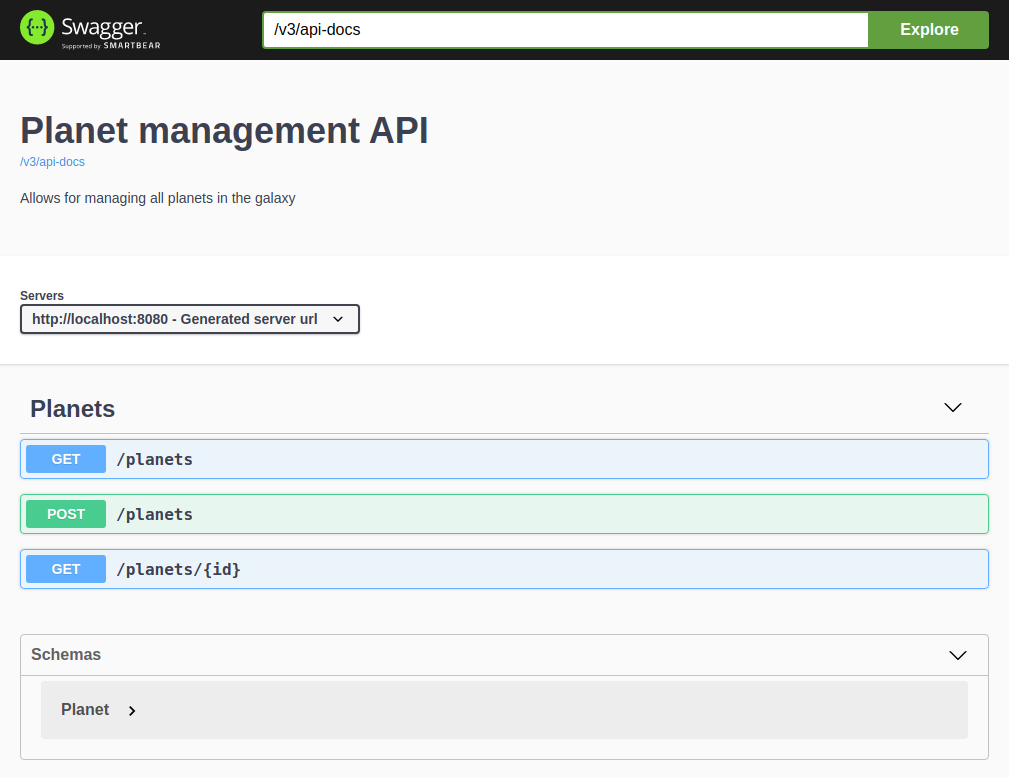 {··} Swagger.
Supported by SMARTBEAR
/v3/api-docs
Explore
Planet management API
/v3/api-docs
Allows for managing all planets in the galaxy
Servers
http://localhost:8080 - Generated server url
Planets
GET /planets
POST /planets
GET /planets/{id}
Schemas
Planet